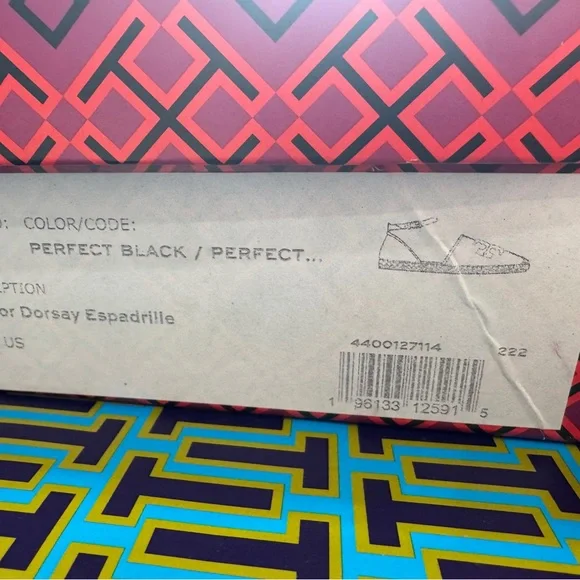 : COLOR/CODE:
PERFECT BLACK / PERFECT...
PTION
or Dorsay Espadrille
US
4400127114
222
1 96133 12591 5